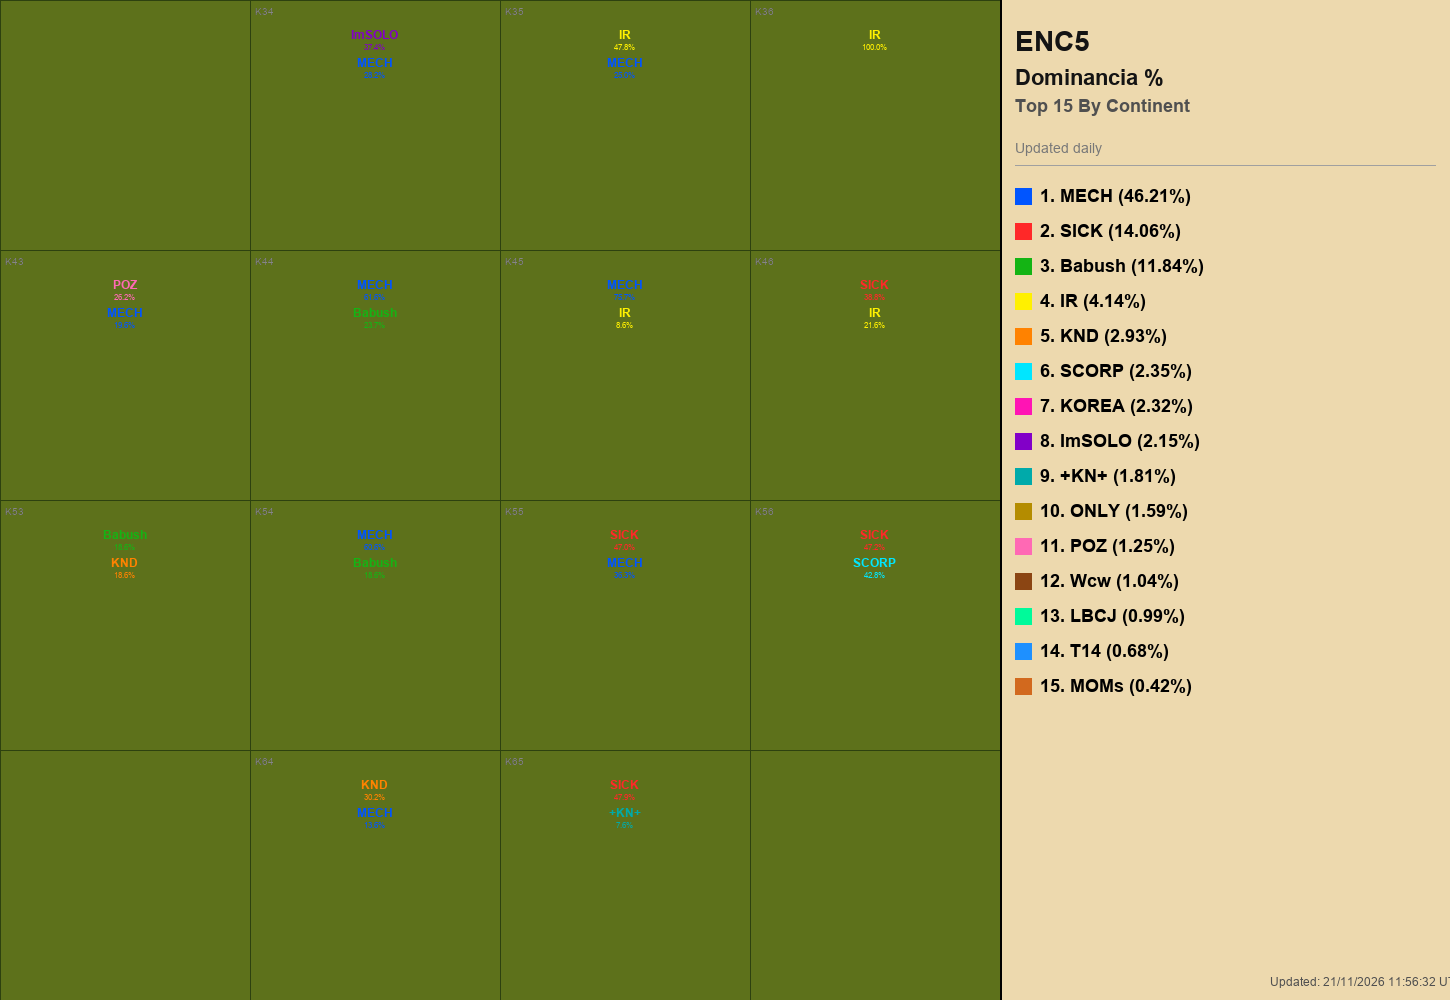 K34
ImSOLO
37.4%
MECH
K35
IR
47.8%
MECH
K36
IR
100.0%
K43
POZ
26.2%
MECH
K44
MECH
Babush
K45
MECH
IR
8.6%
K46
SICK
IR
21.6%
K53
Babush
KND
18.6%
K54
MECH
Babush
K55
SICK
MECH
K56
SICK
SCORP
42.8%
K64
KND
30.2%
MECH
K65
SICK
+KN+
ENC5
Dominancia %
Top 15 By Continent
Updated daily
1. MECH (46.21%)
2. SICK (14.06%)
3. Babush (11.84%)
4. IR (4.14%)
5. KND (2.93%)
6. SCORP (2.35%)
7. KOREA (2.32%)
8. ImSOLO (2.15%)
9. +KN+ (1.81%)
10. ONLY (1.59%)
11. POZ (1.25%)
12. Wcw (1.04%)
13. LBCJ (0.99%)
14. T14 (0.68%)
15. MOMs (0.42%)
Updated: 21/11/2026 11:56:32